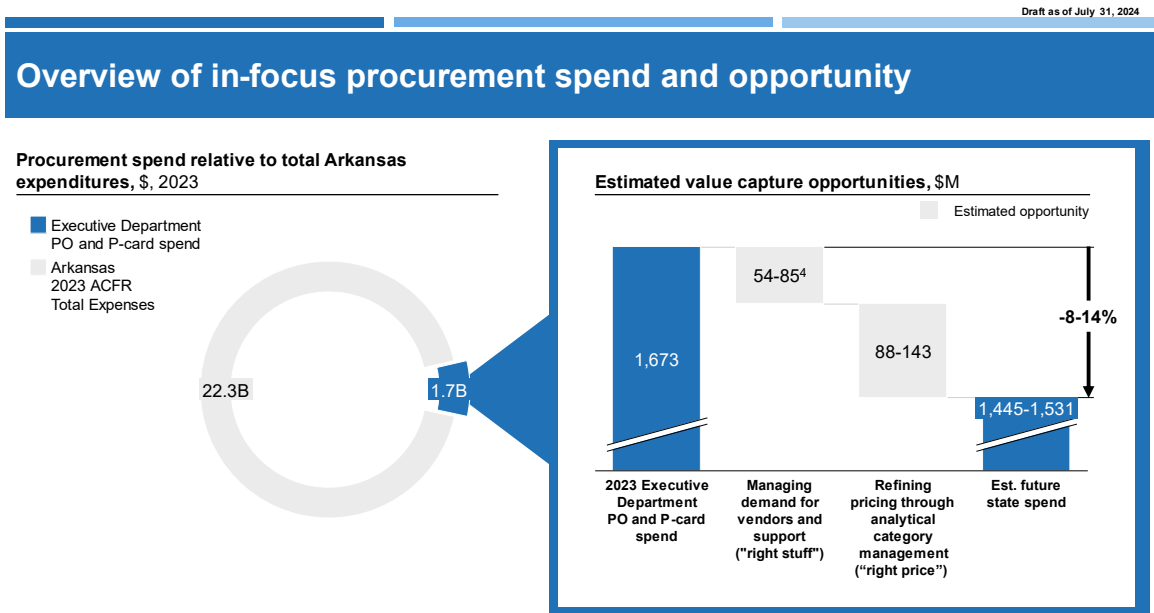 Draft as of July 31, 2024
Overview of in-focus procurement spend and opportunity
Procurement spend relative to total Arkansas
expenditures, $, 2023
Executive Department
PO and P-card spend
Arkansas
2023 ACFR
Total Expenses
22.3B
1.7B
Estimated value capture opportunities, $M
Estimated opportunity
1,673
54-85⁴
88-143
1,445-1,531
-8-14%
2023 Executive
Department
PO and P-card
spend
Managing
demand for
vendors and
support
("right stuff")
Refining
pricing through
analytical
category
management
(“right price”)
Est. future
state spend